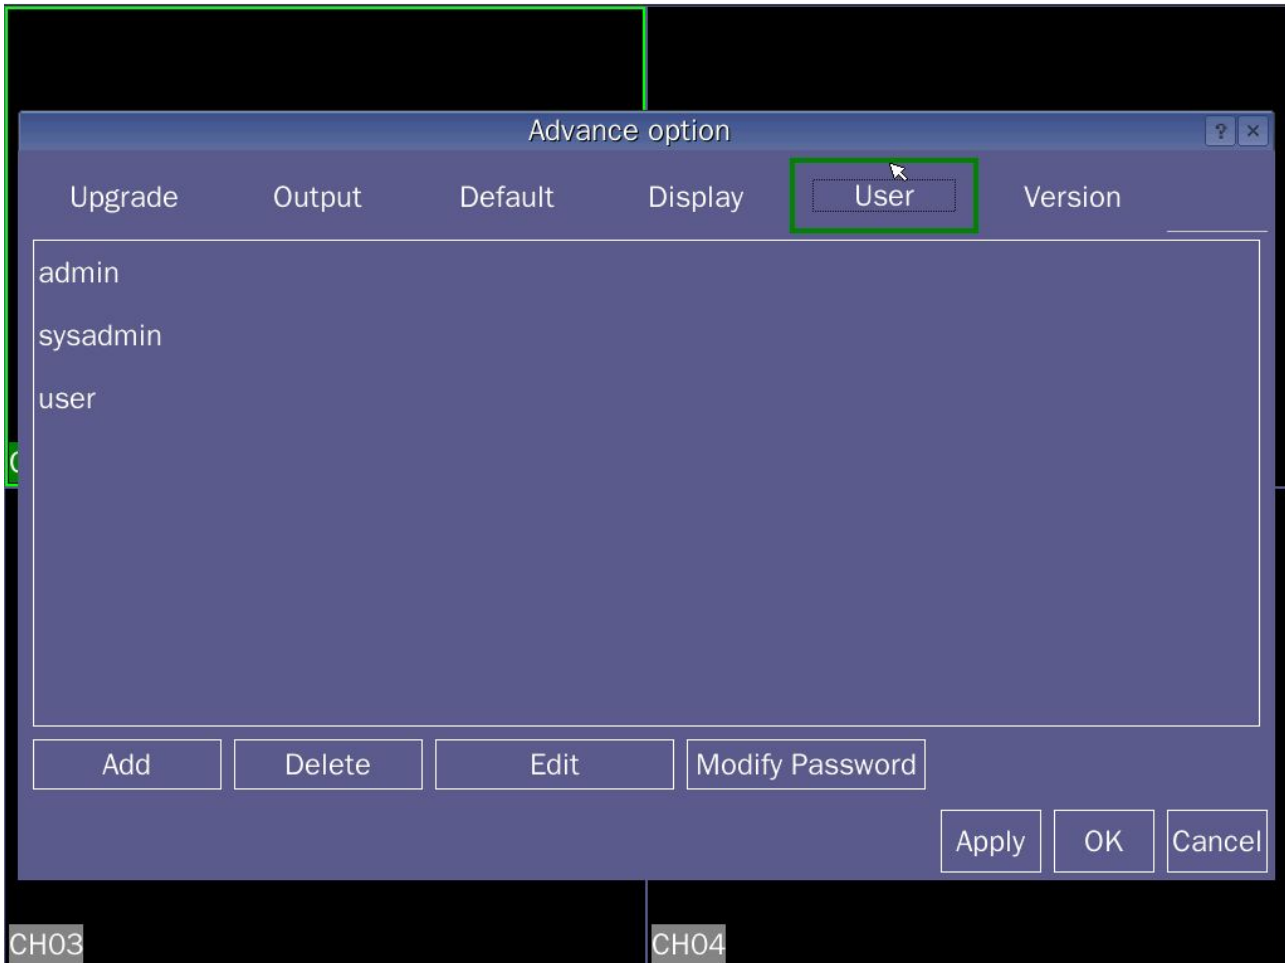 Advance option ? ×
Upgrade Output Default Display User Version
admin
sysadmin
user
Add Delete Edit Modify Password
Apply OK Cancel
CH03 CH04